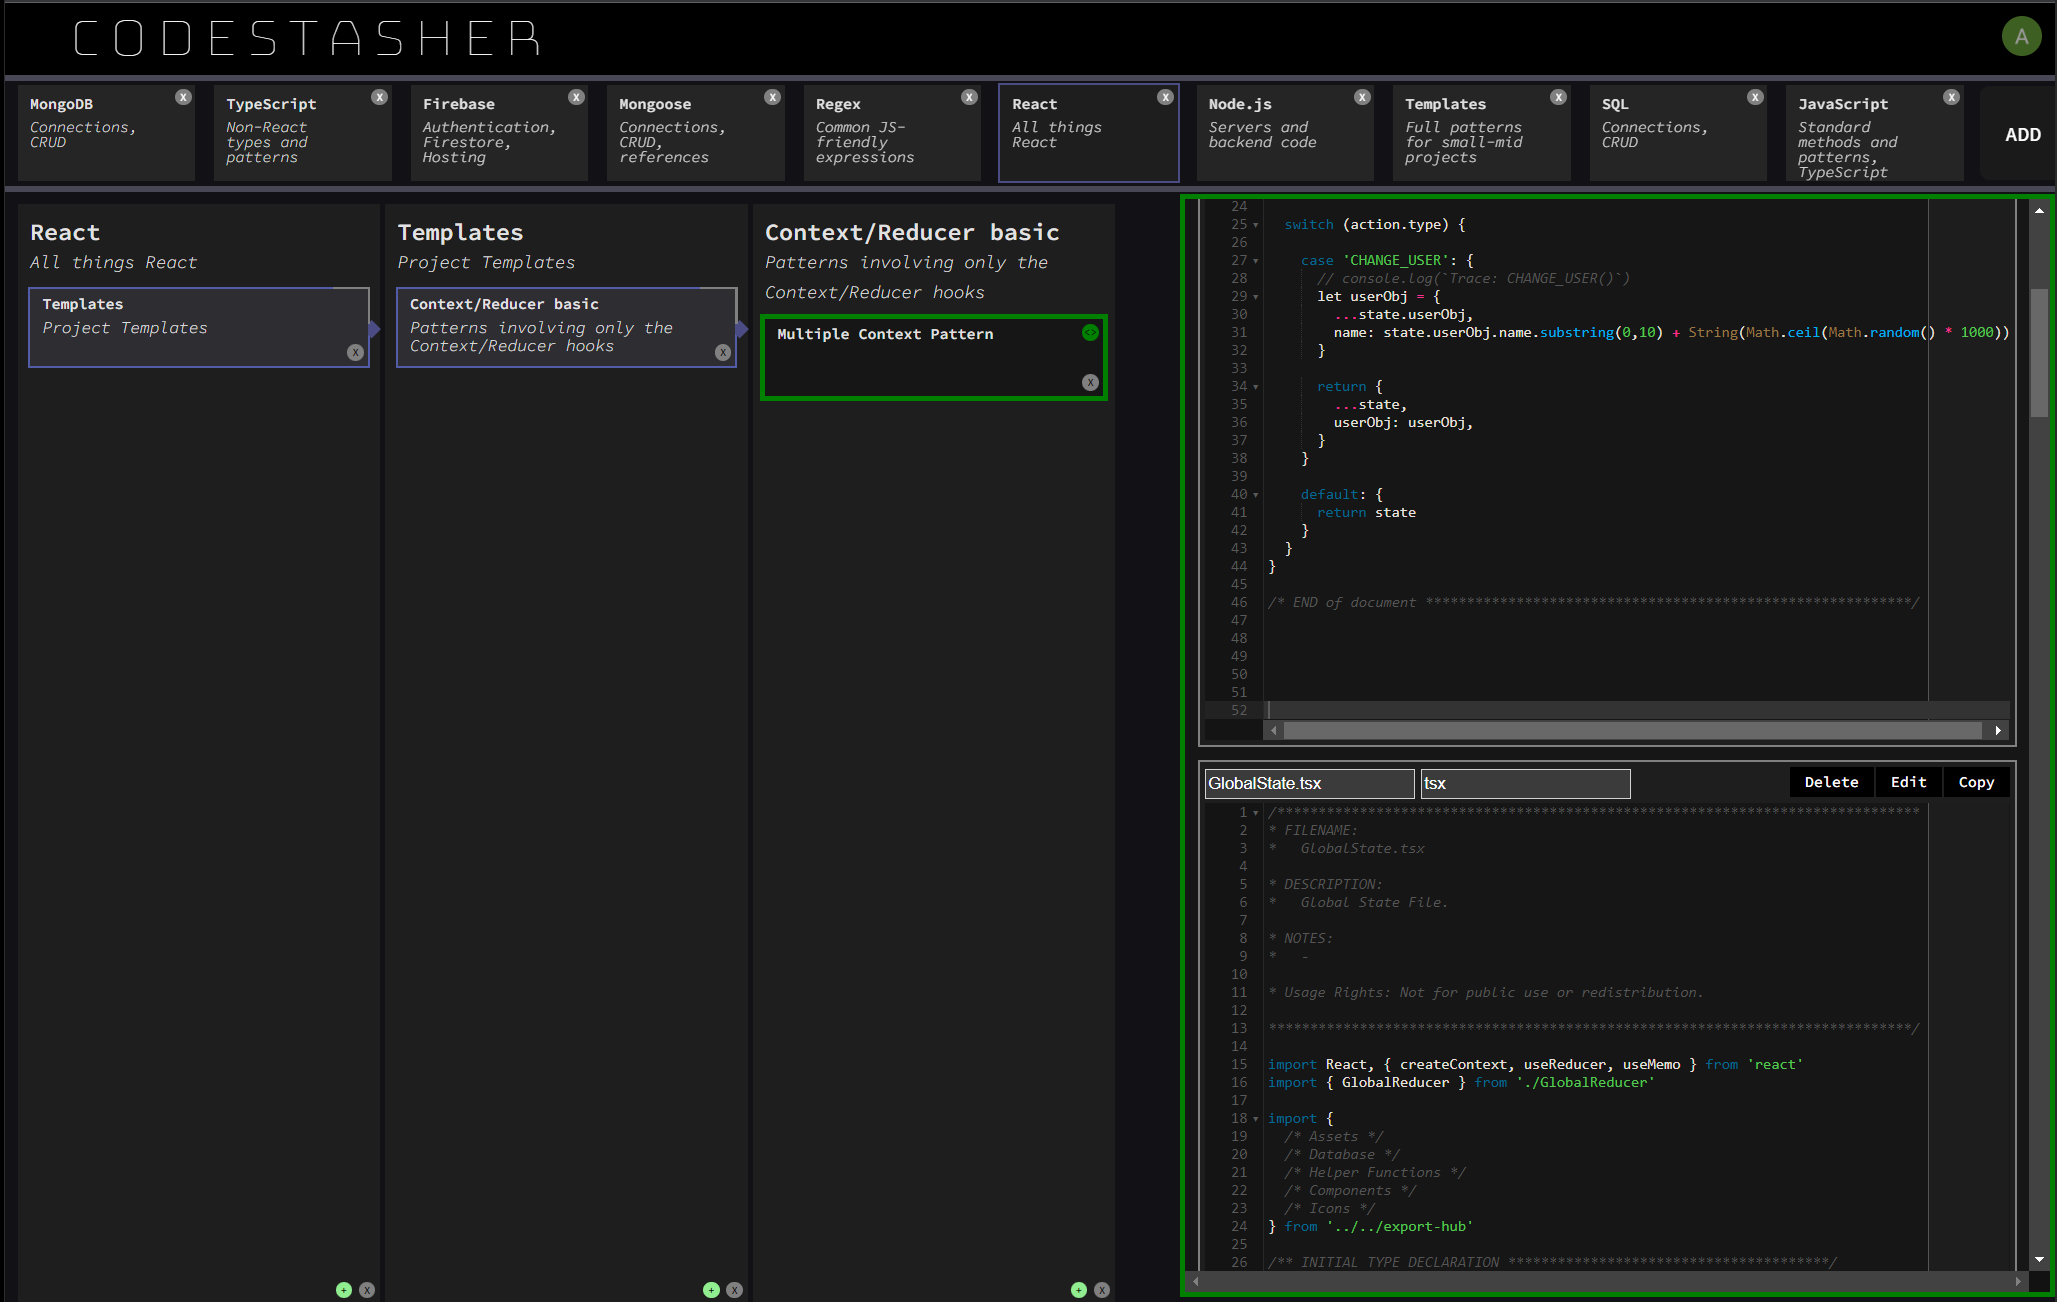 CODESTASHER
A
MongoDB
X
Connections,
CRUD
TypeScript
X
Non-React
types and
patterns
Firebase
X
Authentication,
Firestore,
Hosting
Mongoose
X
Connections,
CRUD,
references
Regex
X
Common JS-
friendly
expressions
React
X
All things
React
Node.js
X
Servers and
backend code
Templates
X
Full patterns
for small-mid
projects
SQL
X
Connections,
CRUD
JavaScript
X
Standard
methods and
patterns,
TypeScript
ADD
React
All things React
Templates
Project Templates
X
+ X
Templates
Project Templates
Context/Reducer basic
Patterns involving only the
Context/Reducer hooks
X
+ X
Context/Reducer basic
Patterns involving only the
Context/Reducer hooks
Multiple Context Pattern
<>
X
+ X
24
25 switch (action.type) {
26
27 case 'CHANGE_USER': {
28 // console.log(`Trace: CHANGE_USER()`)
29 let userObj = {
30 ...state.userObj,
31 name: state.userObj.name.substring(0,10) + String(Math.ceil(Math.random() * 1000))
32 }
33
34 return {
35 ...state,
36 userObj: userObj,
37 }
38 }
39
40 default: {
41 return state
42 }
43 }
44 }
45
46 /* END of document ***********************************************************/
47
48
49
50
51
52
GlobalState.tsx tsx Delete Edit Copy
1 /******************************************************************************
2 * FILENAME:
3 * GlobalState.tsx
4
5 * DESCRIPTION:
6 * Global State File.
7
8 * NOTES:
9 * -
10
11 * Usage Rights: Not for public use or redistribution.
12
13 ******************************************************************************/
14
15 import React, { createContext, useReducer, useMemo } from 'react'
16 import { GlobalReducer } from './GlobalReducer'
17
18 import {
19 /* Assets */
20 /* Database */
21 /* Helper Functions */
22 /* Components */
23 /* Icons */
24 } from '../../export-hub'
25
26 /** INITIAL TYPE DECLARATION ***************************************/